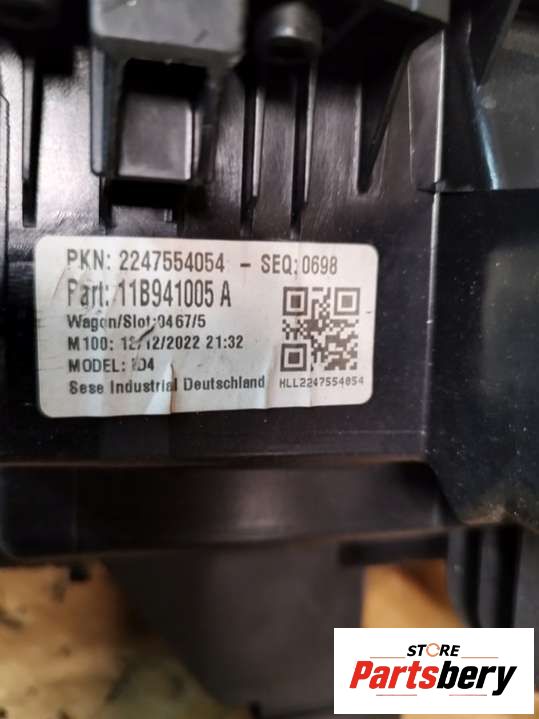 PKN: 2247554054 - SEQ: 0698
Part: 11B941005 A
Wagon/Slot: 0467/5
M100: 12/12/2022 21:32
MODEL: ID4
Sese Industrial Deutschland
HLL2247554054
STORE
Partsbery